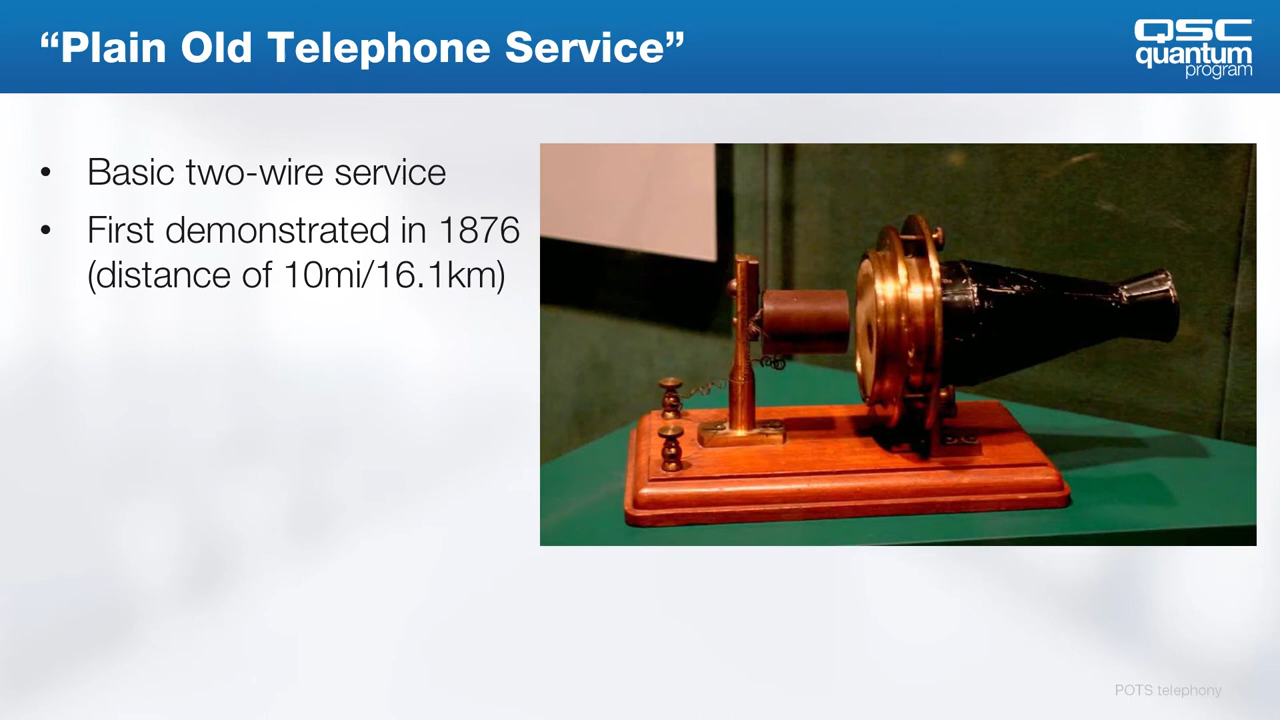 “Plain Old Telephone Service”
QSC
quantum
program
• Basic two-wire service
• First demonstrated in 1876
(distance of 10mi/16.1km)
POTS telephony